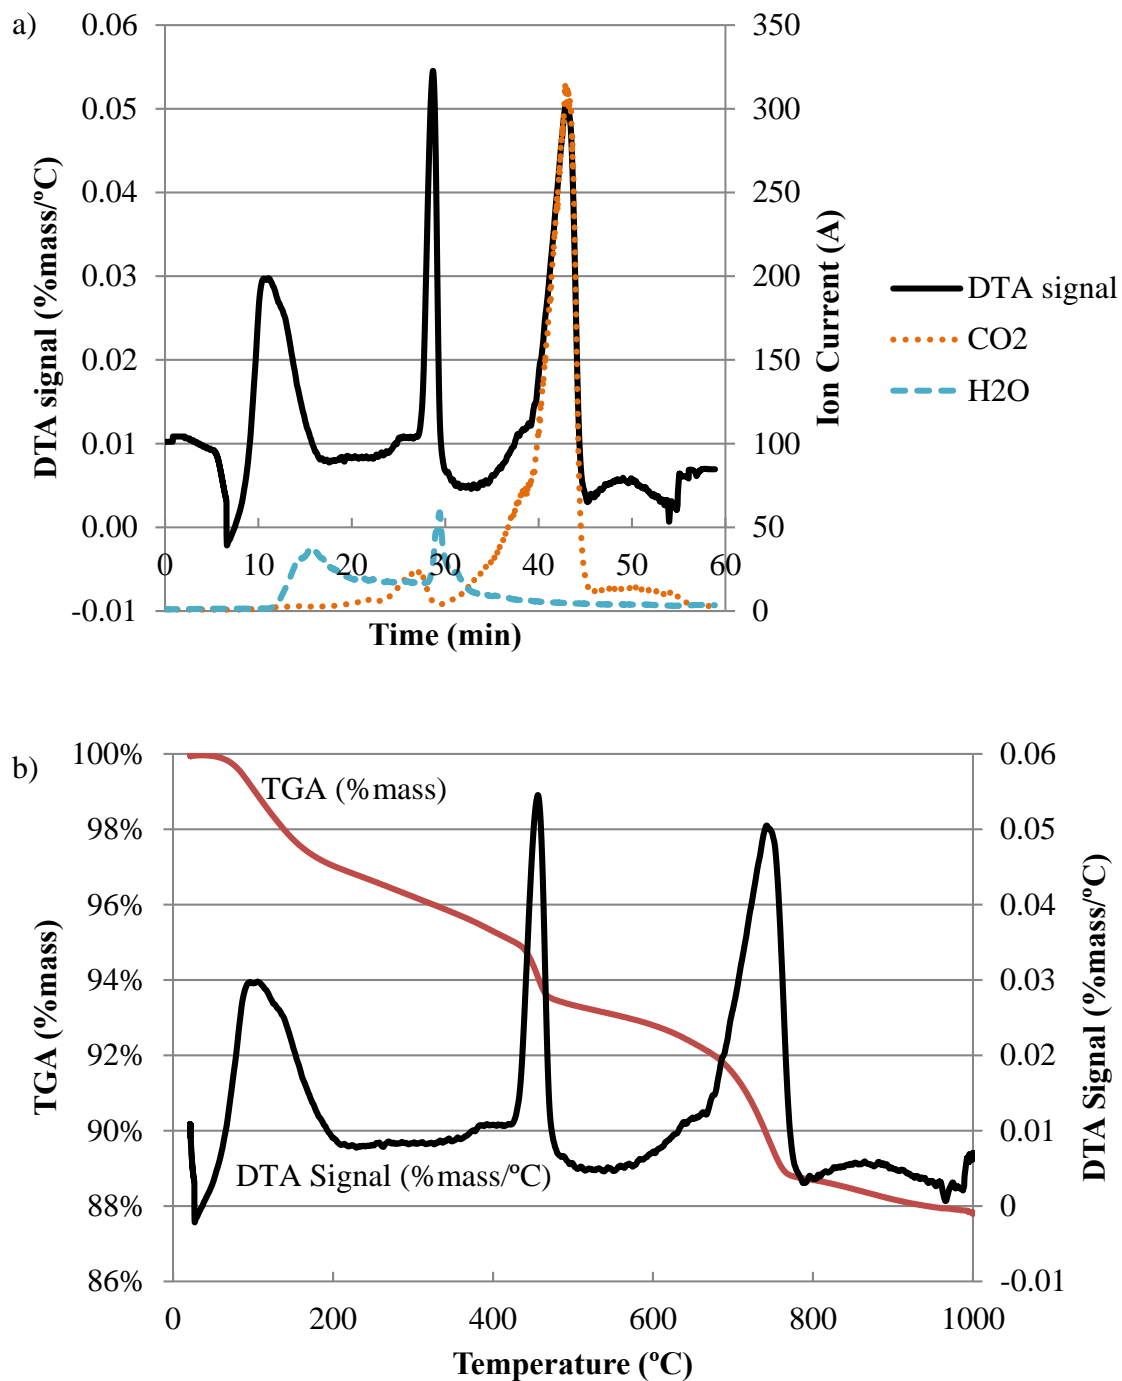 a)
0.06
0.05
0.04
0.03
0.02
0.01
0.00
-0.01
DTA signal (%mass/ºC)
350
300
250
200
150
100
50
0
Ion Current (A)
0 10 20 30 40 50 60
Time (min)
DTA signal
CO2
H2O
b)
100%
98%
96%
94%
92%
90%
88%
86%
TGA (%mass)
TGA (%mass)
DTA Signal (%mass/ºC)
0.06
0.05
0.04
0.03
0.02
0.01
0
-0.01
DTA Signal (%mass/ºC)
0 200 400 600 800 1000
Temperature (ºC)